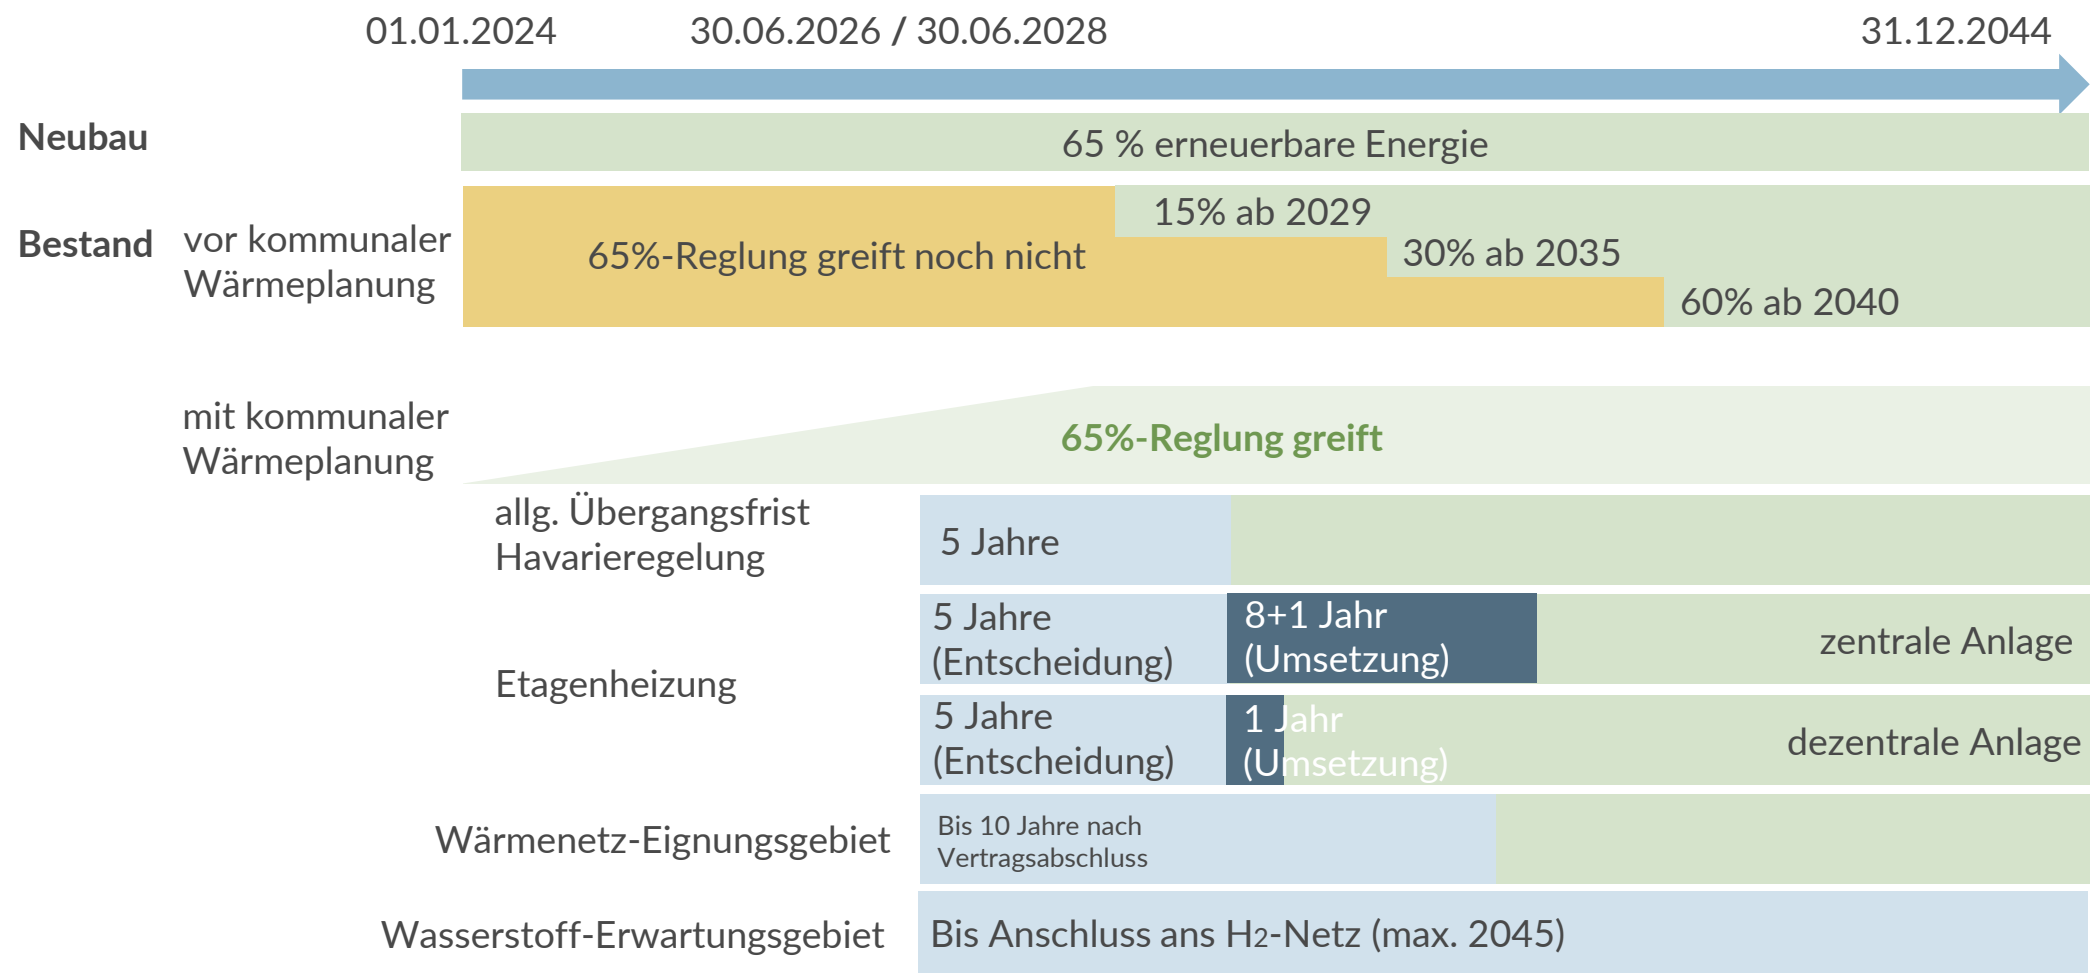 01.01.2024 30.06.2026 / 30.06.2028 31.12.2044
Neubau
65 % erneuerbare Energie
Bestand
vor kommunaler
Wärmeplanung
65%-Reglung greift noch nicht
15% ab 2029
30% ab 2035
60% ab 2040
mit kommunaler
Wärmeplanung
65%-Reglung greift
allg. Übergangsfrist
Havarieregelung
5 Jahre
Etagenheizung
5 Jahre
(Entscheidung)
8+1 Jahr
(Umsetzung)
zentrale Anlage
5 Jahre
(Entscheidung)
1 Jahr
(Umsetzung)
dezentrale Anlage
Wärmenetz-Eignungsgebiet
Bis 10 Jahre nach
Vertragsabschluss
Wasserstoff-Erwartungsgebiet
Bis Anschluss ans H2-Netz (max. 2045)